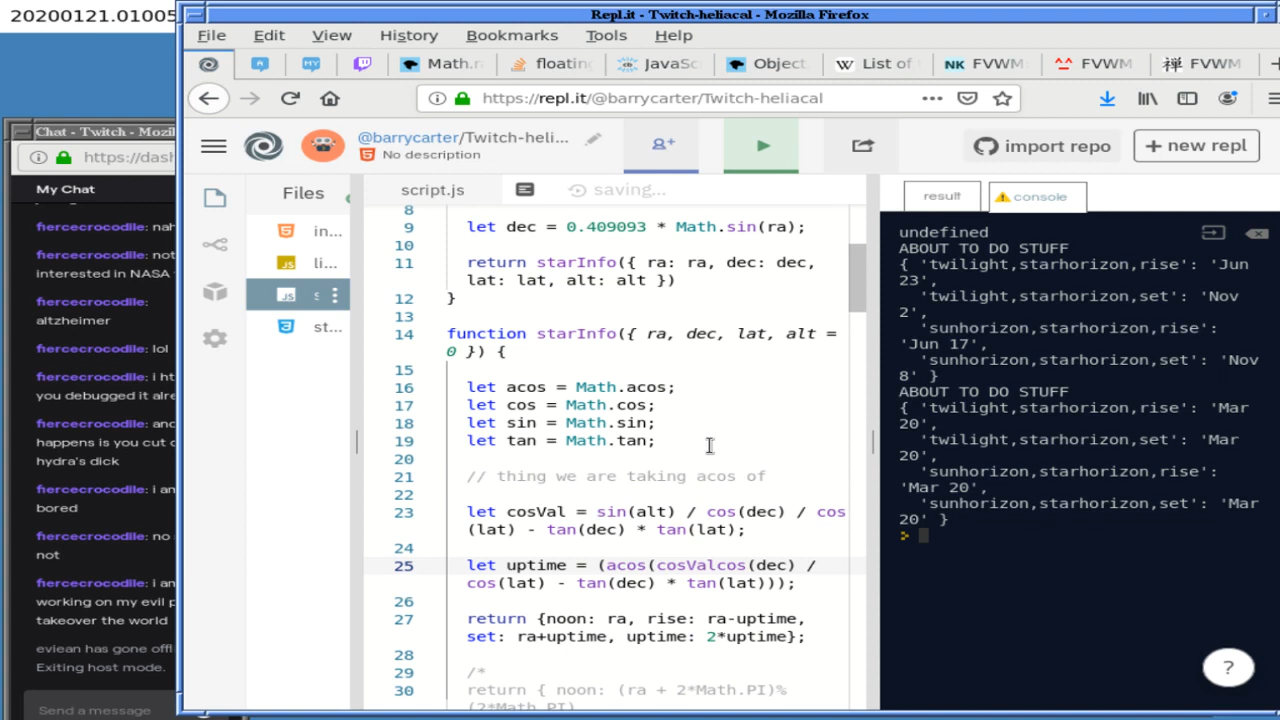 20200121.01005
Repl.it - Twitch-heliacal - Mozilla Firefox
File Edit View History Bookmarks Tools Help
Math.r floating JavaSc Object W List of NK FVWM FVWM 禅 FVWM
https://repl.it/@barrycarter/Twitch-heliacal
Chat - Twitch - Mozil
https://dash
My Chat
fiercecrocodile: nah
fiercecrocodile: not
interested in NASA
fiercecrocodile:
altzheimer
fiercecrocodile: lol
fiercecrocodile: i ht
you debugged it alre
fiercecrocodile: and
happens is you cut o
hydra's dick
fiercecrocodile: i am
bored
fiercecrocodile: no
not
fiercecrocodile: i am
working on my evil p
takeover the world
eviean has gone offl
Exiting host mode.
Send a message
@barrycarter/Twitch-heli...
No description
import repo
+ new repl
Files
in...
li...
s
st...
script.js
saving...
8
9 let dec = 0.409093 * Math.sin(ra);
10
11 return starInfo({ ra: ra, dec: dec,
lat: lat, alt: alt })
12 }
13
14 function starInfo({ ra, dec, lat, alt =
0 }) {
15
16 let acos = Math.acos;
17 let cos = Math.cos;
18 let sin = Math.sin;
19 let tan = Math.tan;
20
21 // thing we are taking acos of
22
23 let cosVal = sin(alt) / cos(dec) / cos
(lat) - tan(dec) * tan(lat);
24
25 let uptime = (acos(cosValcos(dec) /
cos(lat) - tan(dec) * tan(lat)));
26
27 return {noon: ra, rise: ra-uptime,
set: ra+uptime, uptime: 2*uptime};
28
29 /*
30 return { noon: (ra + 2*Math.PI)%
(2*Math.PI)
result
console
undefined
ABOUT TO DO STUFF
{ 'twilight,starhorizon,rise': 'Jun
23',
'twilight,starhorizon,set': 'Nov
2',
'sunhorizon,starhorizon,rise':
'Jun 17',
'sunhorizon,starhorizon,set': 'Nov
8' }
ABOUT TO DO STUFF
{ 'twilight,starhorizon,rise': 'Mar
20',
'twilight,starhorizon,set': 'Mar
20',
'sunhorizon,starhorizon,rise':
'Mar 20',
'sunhorizon,starhorizon,set': 'Mar
20' }
>
?